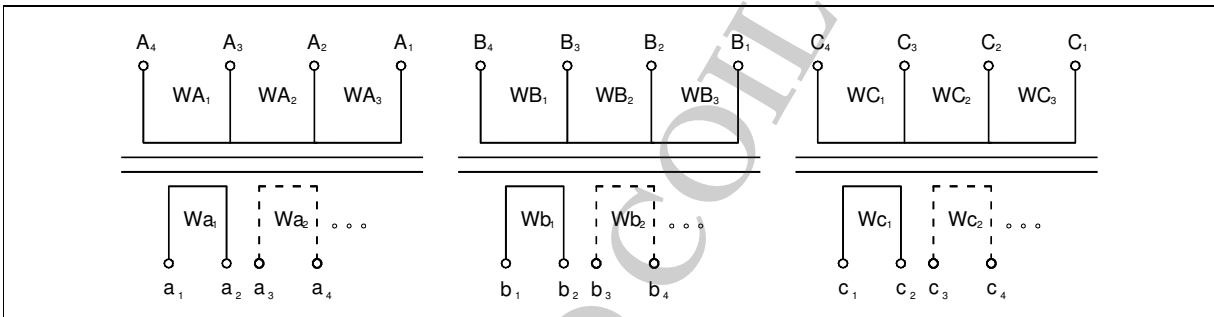 A4 A3 A2 A1 B4 B3 B2 B1 C4 C3 C2 C1
WA1 WA2 WA3 WB1 WB2 WB3 WC1 WC2 WC3
Wa1 Wa2 Wb1 Wb2 Wc1 Wc2
a1 a2 a3 a4 b1 b2 b3 b4 c1 c2 c3 c4
COIL